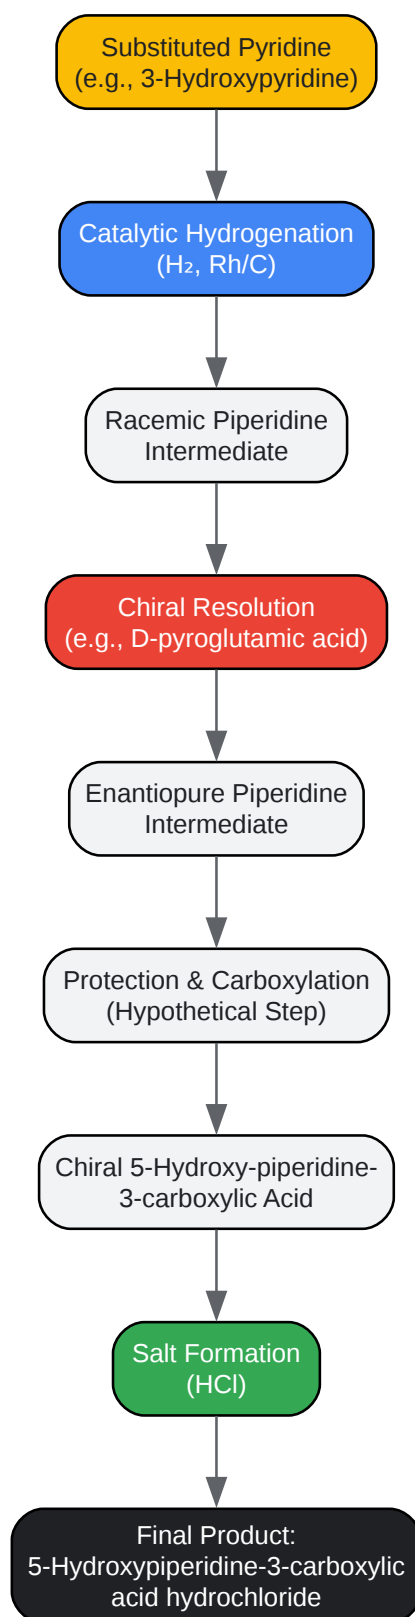 Substituted Pyridine
(e.g., 3-Hydroxypyridine)
Catalytic Hydrogenation
(H₂, Rh/C)
Racemic Piperidine
Intermediate
Chiral Resolution
(e.g., D-pyroglutamic acid)
Enantiopure Piperidine
Intermediate
Protection & Carboxylation
(Hypothetical Step)
Chiral 5-Hydroxy-piperidine-
3-carboxylic Acid
Salt Formation
(HCl)
Final Product:
5-Hydroxypiperidine-3-carboxylic
acid hydrochloride